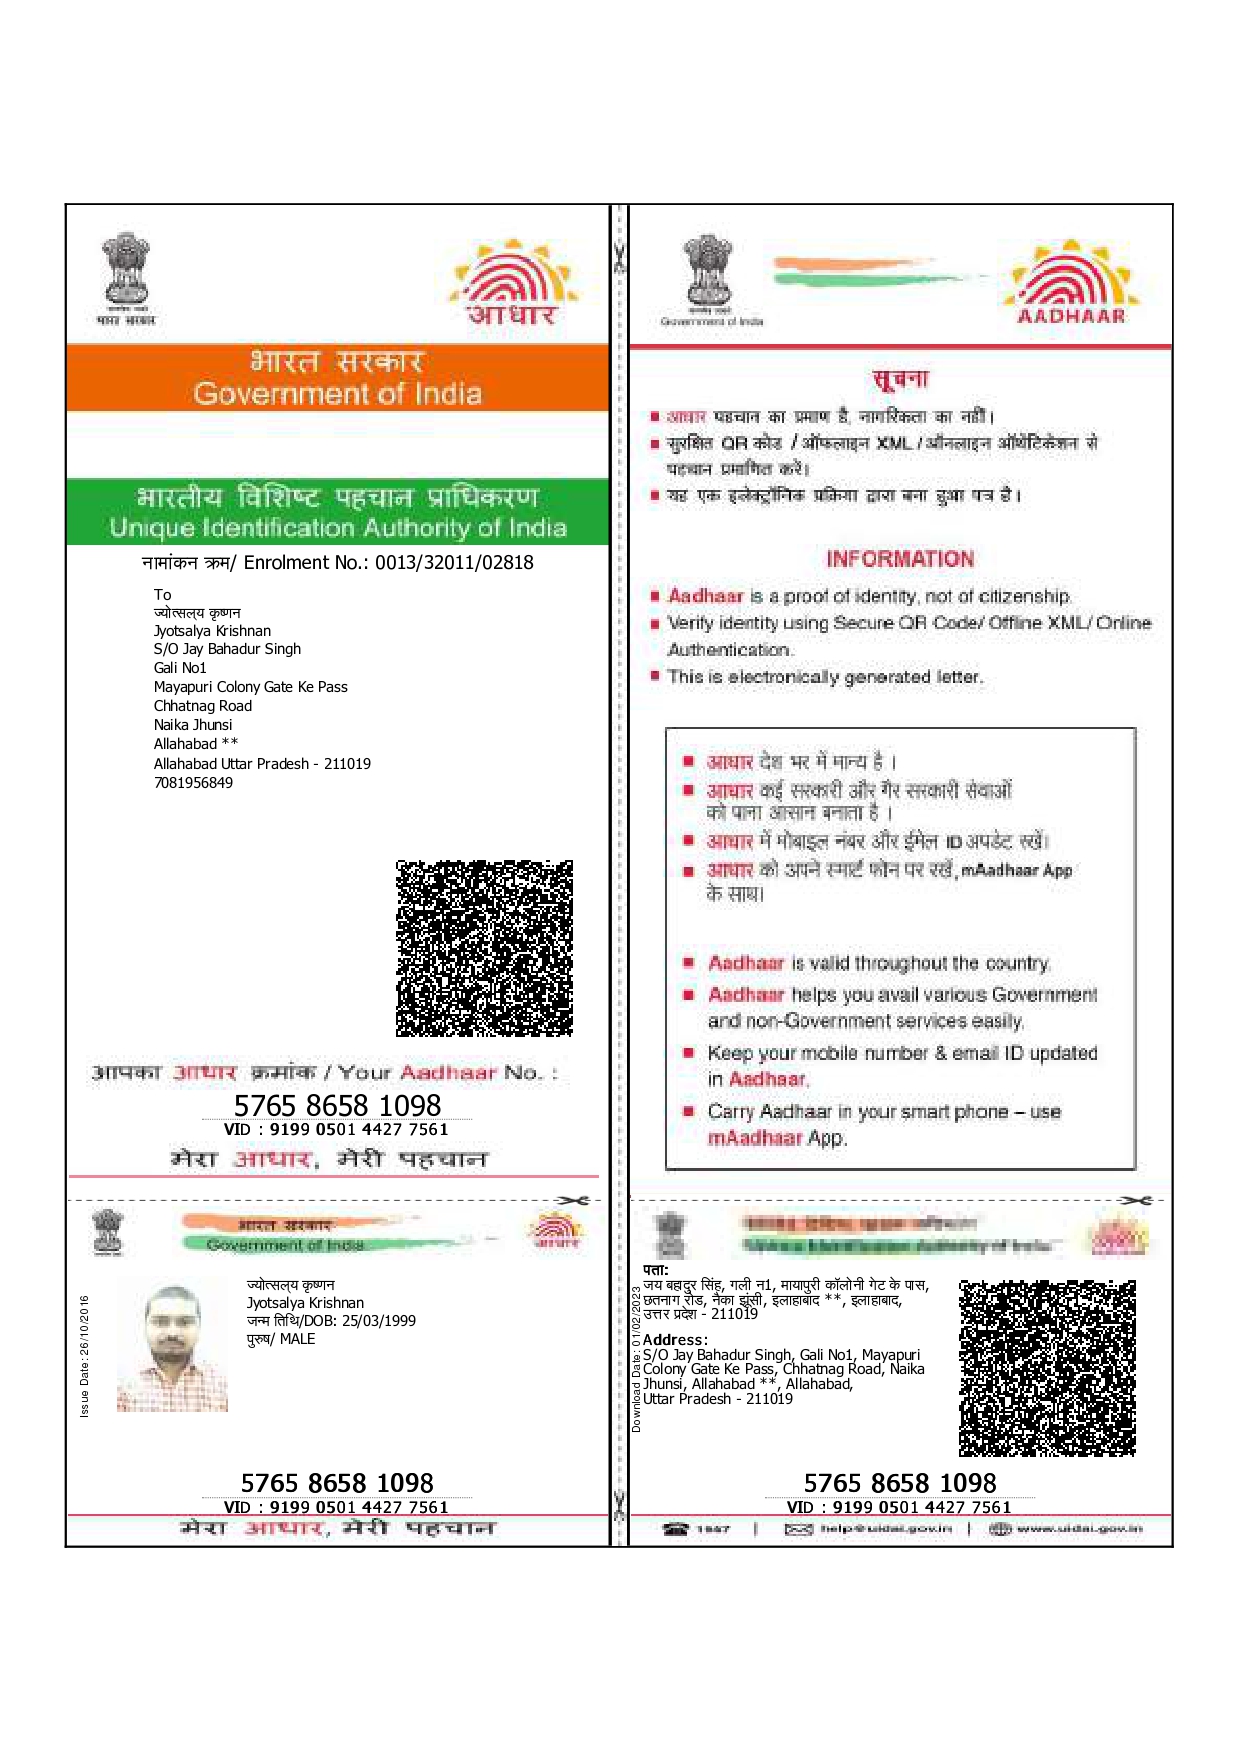 भारत सरकार
आधार
भारत सरकार
Government of India
भारतीय विशिष्ट पहचान प्राधिकरण
Unique Identification Authority of India
नामांकन क्रम/ Enrolment No.: 0013/32011/02818
To
ज्योत्सल्य कृष्णन
Jyotsalya Krishnan
S/O Jay Bahadur Singh
Gali No1
Mayapuri Colony Gate Ke Pass
Chhatnag Road
Naika Jhunsi
Allahabad **
Allahabad Uttar Pradesh - 211019
7081956849
आपका आधार क्रमांक / Your Aadhaar No. :
5765 8658 1098
VID : 9199 0501 4427 7561
मेरा आधार, मेरी पहचान
Government of India
AADHAAR
सूचना
आधार पहचान का प्रमाण है, नागरिकता का नहीं।
सुरक्षित QR कोड / ऑफलाइन XML / ऑनलाइन ऑथेंटिकेशन से
पहचान प्रमाणित करें।
यह एक इलेक्ट्रॉनिक प्रक्रिया द्वारा बना हुआ पत्र है।
INFORMATION
Aadhaar is a proof of identity, not of citizenship.
Verify identity using Secure QR Code/ Offline XML/ Online
Authentication.
This is electronically generated letter.
आधार देश भर में मान्य है ।
आधार कई सरकारी और गैर सरकारी सेवाओं
को पाना आसान बनाता है ।
आधार में मोबाइल नंबर और ईमेल ID अपडेट रखें।
आधार को अपने स्मार्ट फोन पर रखें, mAadhaar App
के साथ।
Aadhaar is valid throughout the country.
Aadhaar helps you avail various Government
and non-Government services easily.
Keep your mobile number & email ID updated
in Aadhaar.
Carry Aadhaar in your smart phone – use
mAadhaar App.
भारत सरकार
Government of India
आधार
Issue Date: 26/10/2016
ज्योत्सल्य कृष्णन
Jyotsalya Krishnan
जन्म तिथि/DOB: 25/03/1999
पुरुष/ MALE
5765 8658 1098
VID : 9199 0501 4427 7561
मेरा आधार, मेरी पहचान
Unique Identification Authority of India
Download Date: 01/02/2023
पता:
जय बहादुर सिंह, गली न1, मायापुरी कॉलोनी गेट के पास,
छतनाग रोड, नैका झूंसी, इलाहाबाद **, इलाहाबाद,
उत्तर प्रदेश - 211019
Address:
S/O Jay Bahadur Singh, Gali No1, Mayapuri
Colony Gate Ke Pass, Chhatnag Road, Naika
Jhunsi, Allahabad **, Allahabad,
Uttar Pradesh - 211019
5765 8658 1098
VID : 9199 0501 4427 7561
1947 | help@uidai.gov.in | www.uidai.gov.in